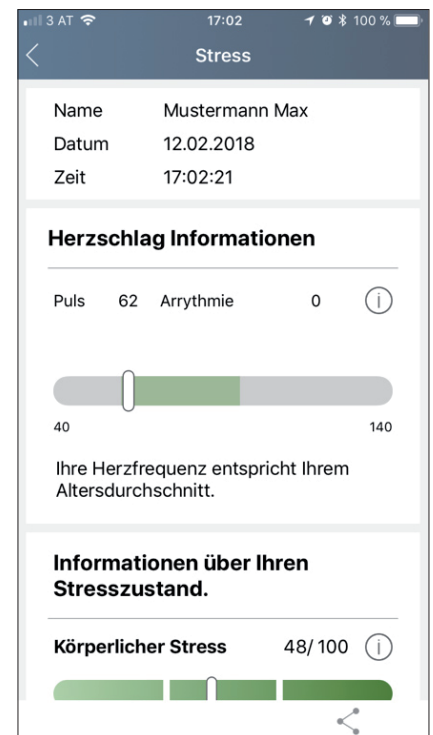 3 AT 17:02 100 %
Stress
Name Mustermann Max
Datum 12.02.2018
Zeit 17:02:21
Herzschlag Informationen
Puls 62 Arrythmie 0 i
40 140
Ihre Herzfrequenz entspricht Ihrem
Altersdurchschnitt.
Informationen über Ihren
Stresszustand.
Körperlicher Stress 48/ 100 i